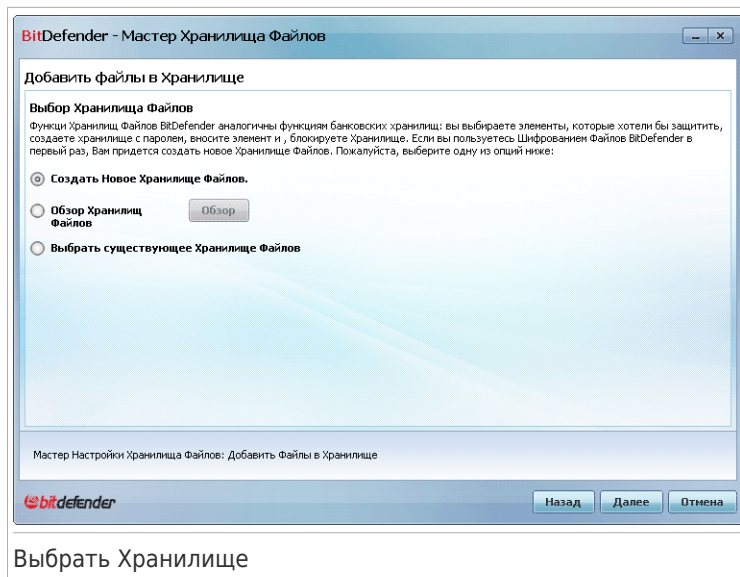 BitDefender - Мастер Хранилища Файлов
Добавить файлы в Хранилище
Выбор Хранилища Файлов
Функци Хранилищ Файлов BitDefender аналогичны функциям банковских хранилищ: вы выбираете элементы, которые хотели бы защитить,
создаете хранилище с паролем, вносите элемент и , блокируете Хранилище. Если вы пользуетесь Шифрованием Файлов BitDefender в
первый раз, Вам придется создать новое Хранилище Файлов. Пожалуйста, выберите одну из опций ниже:
Создать Новое Хранилище Файлов.
Обзор Хранилищ
Файлов
Обзор
Выбрать существующее Хранилище Файлов
Мастер Настройки Хранилища Файлов: Добавить Файлы в Хранилище
bitdefender
Назад Далее Отмена
Выбрать Хранилище